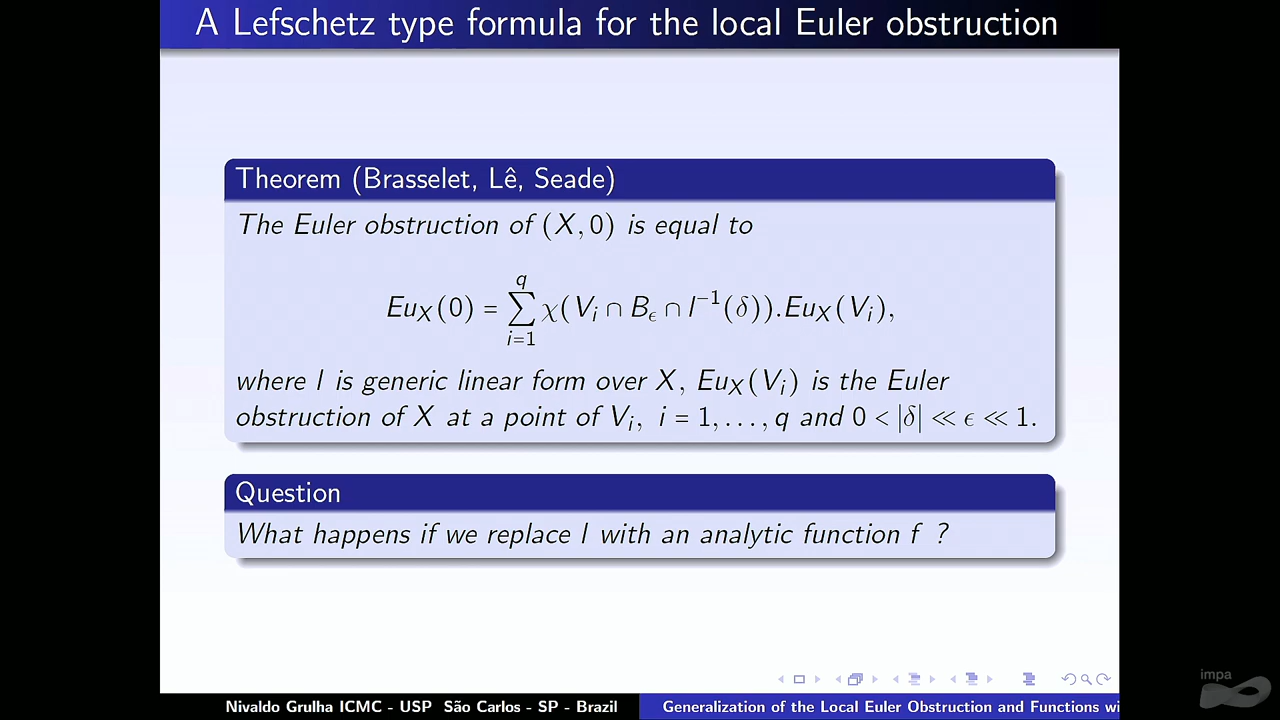 A Lefschetz type formula for the local Euler obstruction
Theorem (Brasselet, Lê, Seade)
The Euler obstruction of (X, 0) is equal to
Eu_X(0) = \sum_{i=1}^{q} χ(V_i ∩ B_ϵ ∩ l^{-1}(δ)).Eu_X(V_i),
where l is generic linear form over X, Eu_X(V_i) is the Euler
obstruction of X at a point of V_i, i = 1, . . . , q and 0 < |δ| ≪ ϵ ≪ 1.
Question
What happens if we replace l with an analytic function f ?
impa
Nivaldo Grulha ICMC - USP São Carlos - SP - Brazil
Generalization of the Local Euler Obstruction and Functions wi